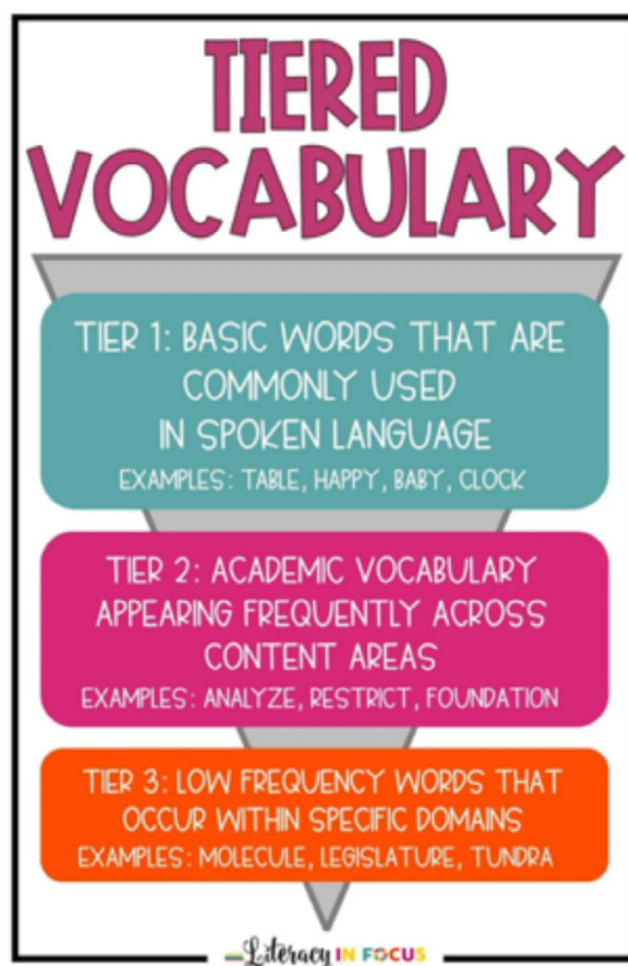 TIERED
VOCABULARY
TIER 1: BASIC WORDS THAT ARE
COMMONLY USED
IN SPOKEN LANGUAGE
EXAMPLES: TABLE, HAPPY, BABY, CLOCK
TIER 2: ACADEMIC VOCABULARY
APPEARING FREQUENTLY ACROSS
CONTENT AREAS
EXAMPLES: ANALYZE, RESTRICT, FOUNDATION
TIER 3: LOW FREQUENCY WORDS THAT
OCCUR WITHIN SPECIFIC DOMAINS
EXAMPLES: MOLECULE, LEGISLATURE, TUNDRA
Literacy IN FOCUS